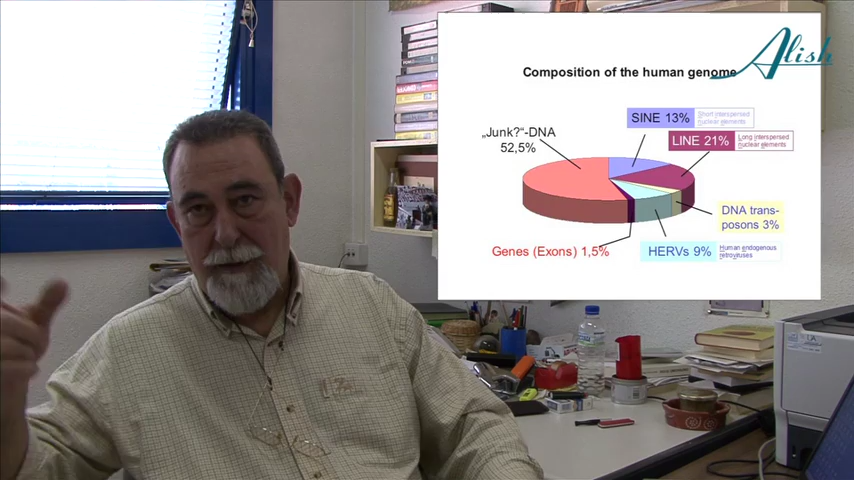 Alish
Composition of the human genome
„Junk?“-DNA
52,5%
SINE 13%
Short interspersed
nuclear elements
LINE 21%
Long interspersed
nuclear elements
DNA trans-
posons 3%
Genes (Exons) 1,5%
HERVs 9%
Human endogenous
retroviruses